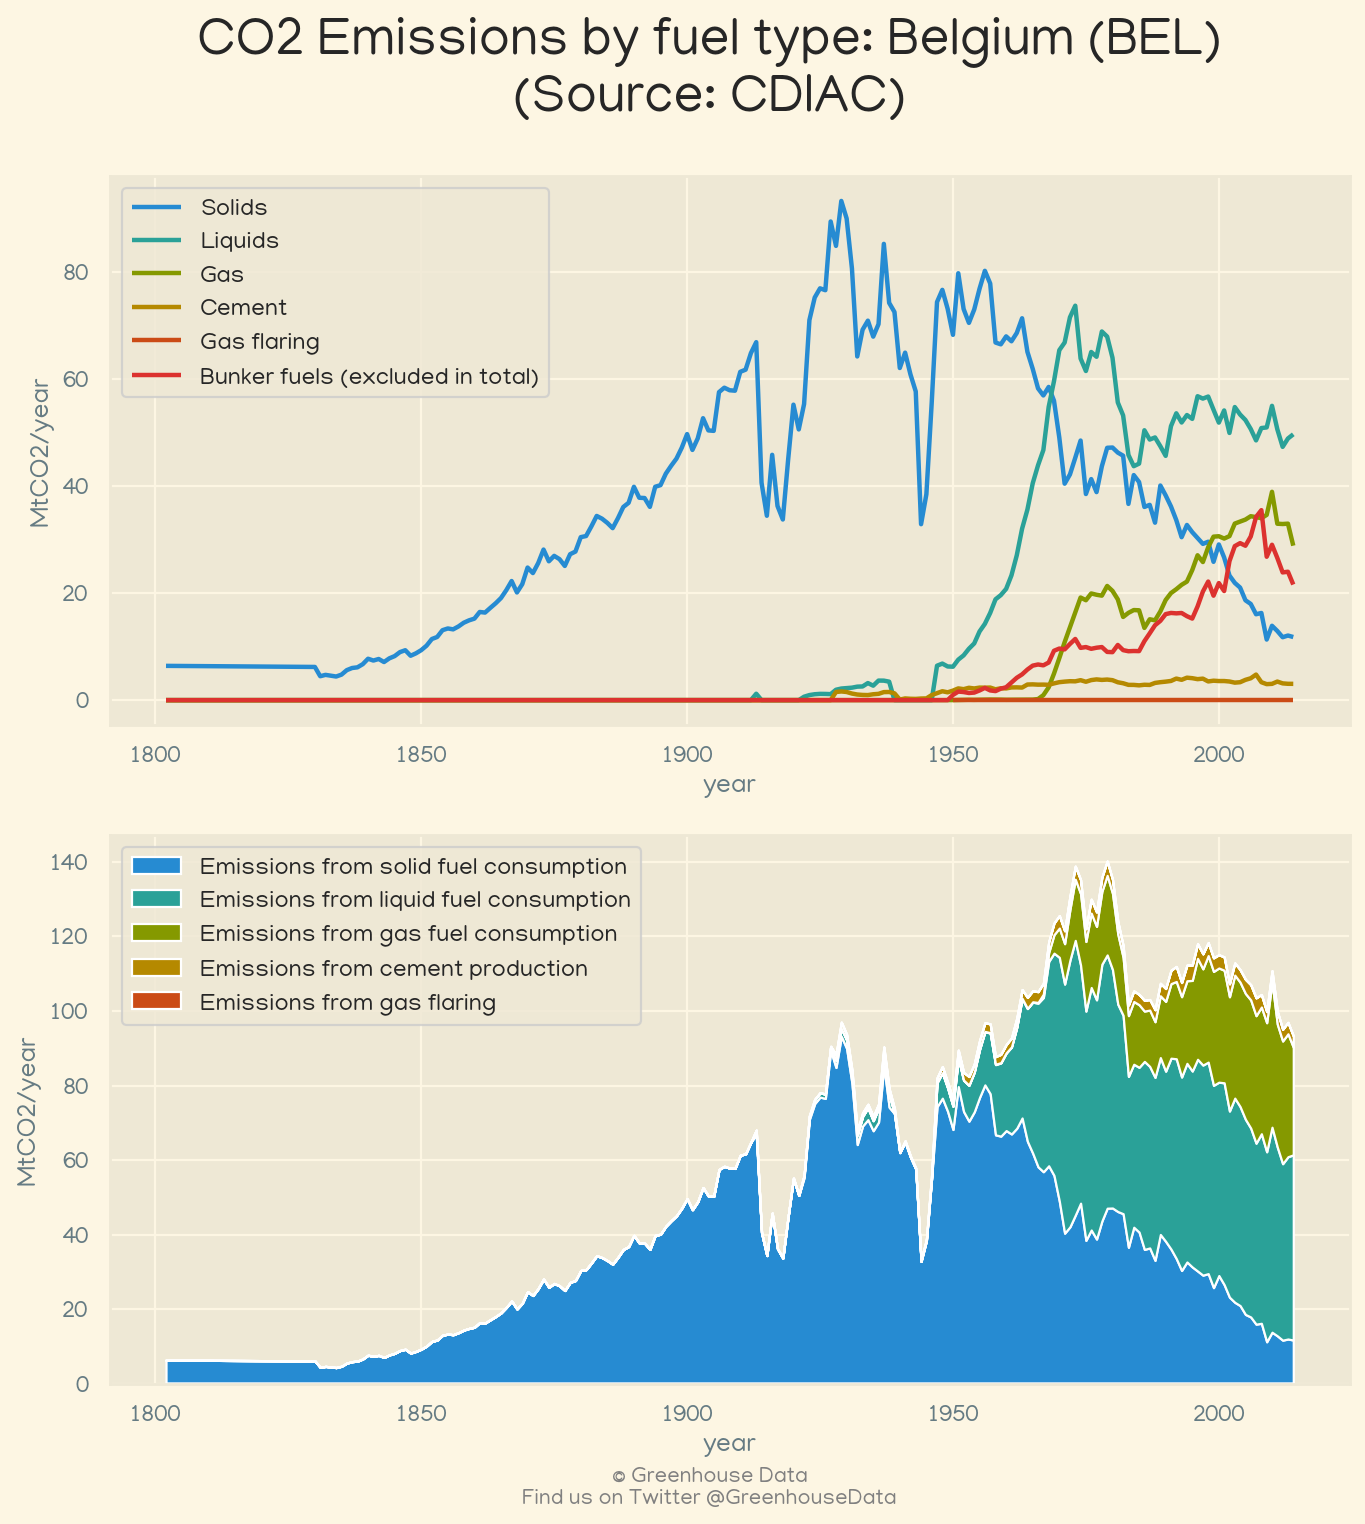 CO2 Emissions by fuel type: Belgium (BEL)
(Source: CDIAC)
Solids
Liquids
Gas
Cement
Gas flaring
Bunker fuels (excluded in total)
MtCO2/year
80
60
40
20
0
1800 1850 1900 1950 2000
year
Emissions from solid fuel consumption
Emissions from liquid fuel consumption
Emissions from gas fuel consumption
Emissions from cement production
Emissions from gas flaring
MtCO2/year
140
120
100
80
60
40
20
0
1800 1850 1900 1950 2000
year
© Greenhouse Data
Find us on Twitter @GreenhouseData